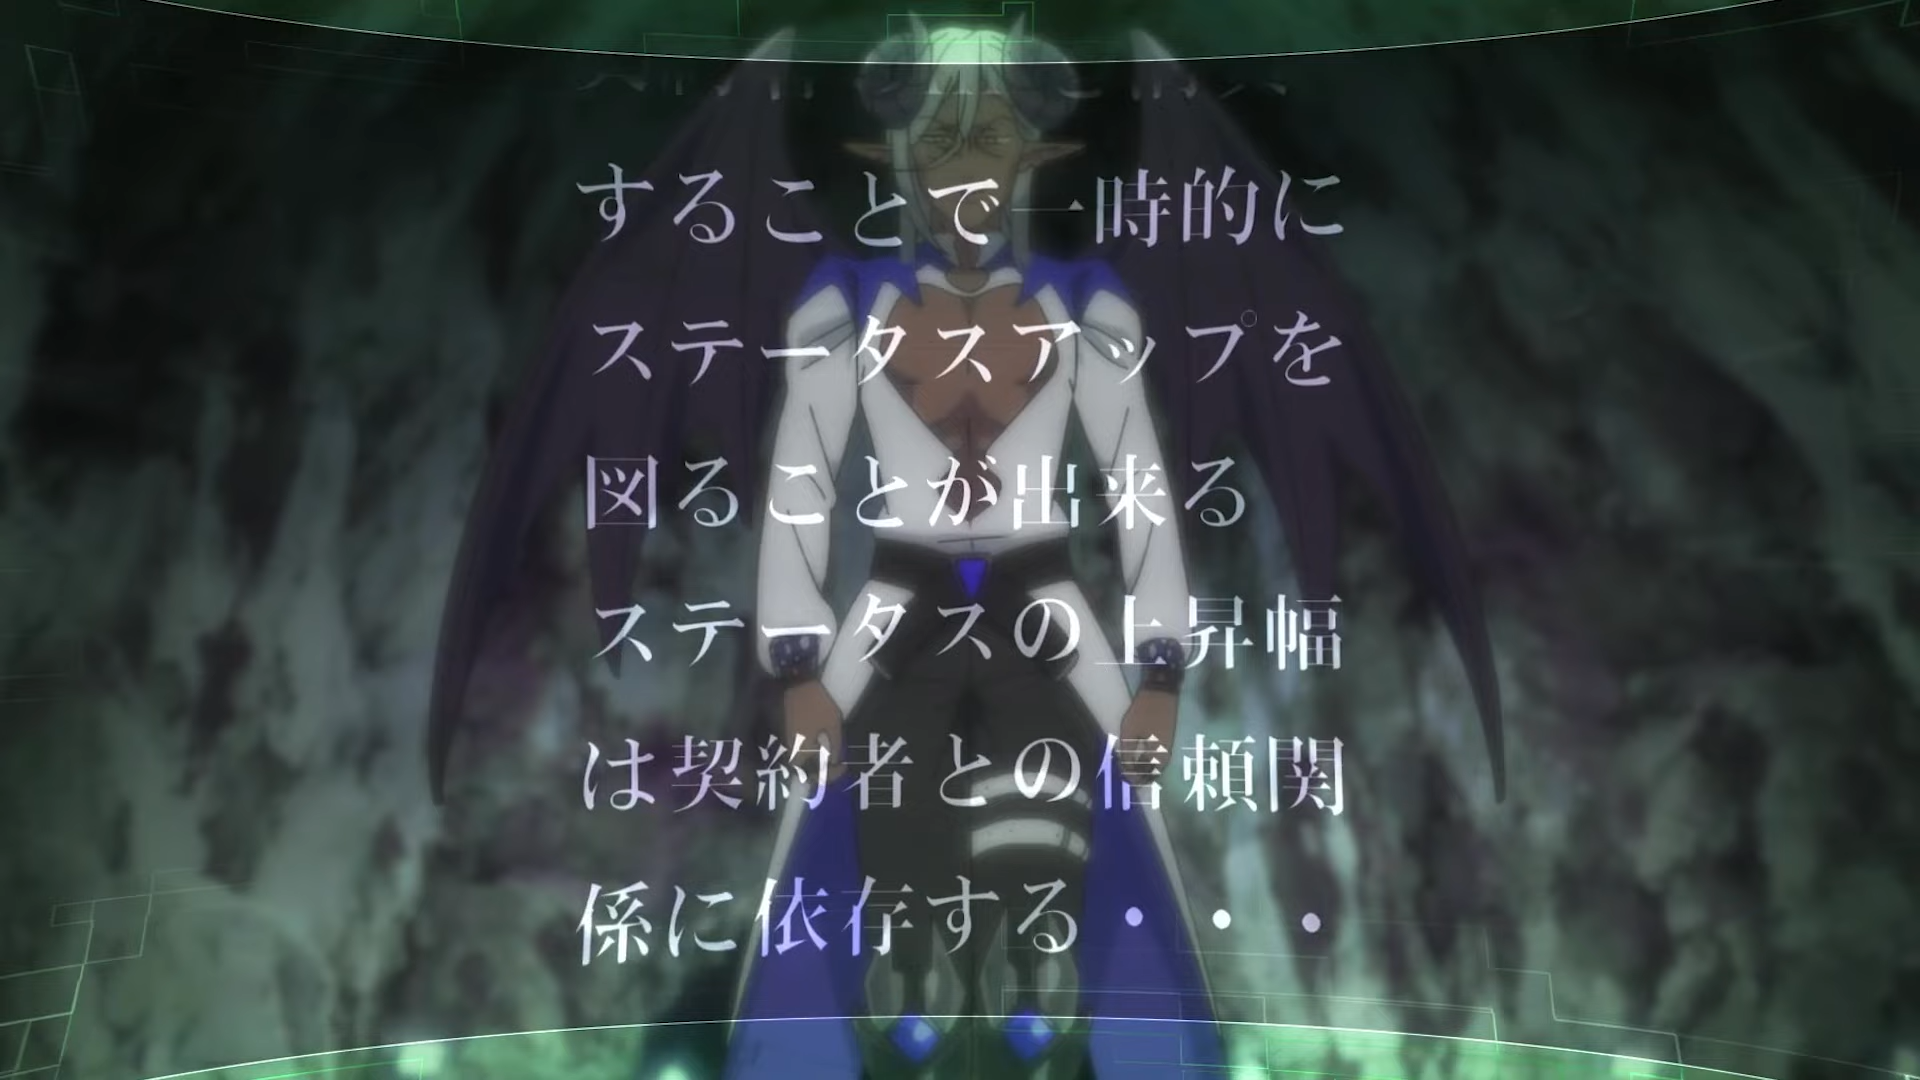 することで一時的に
ステータスアップを
図ることが出来る
ステータスの上昇幅
は契約者との信頼関
係に依存する・・・